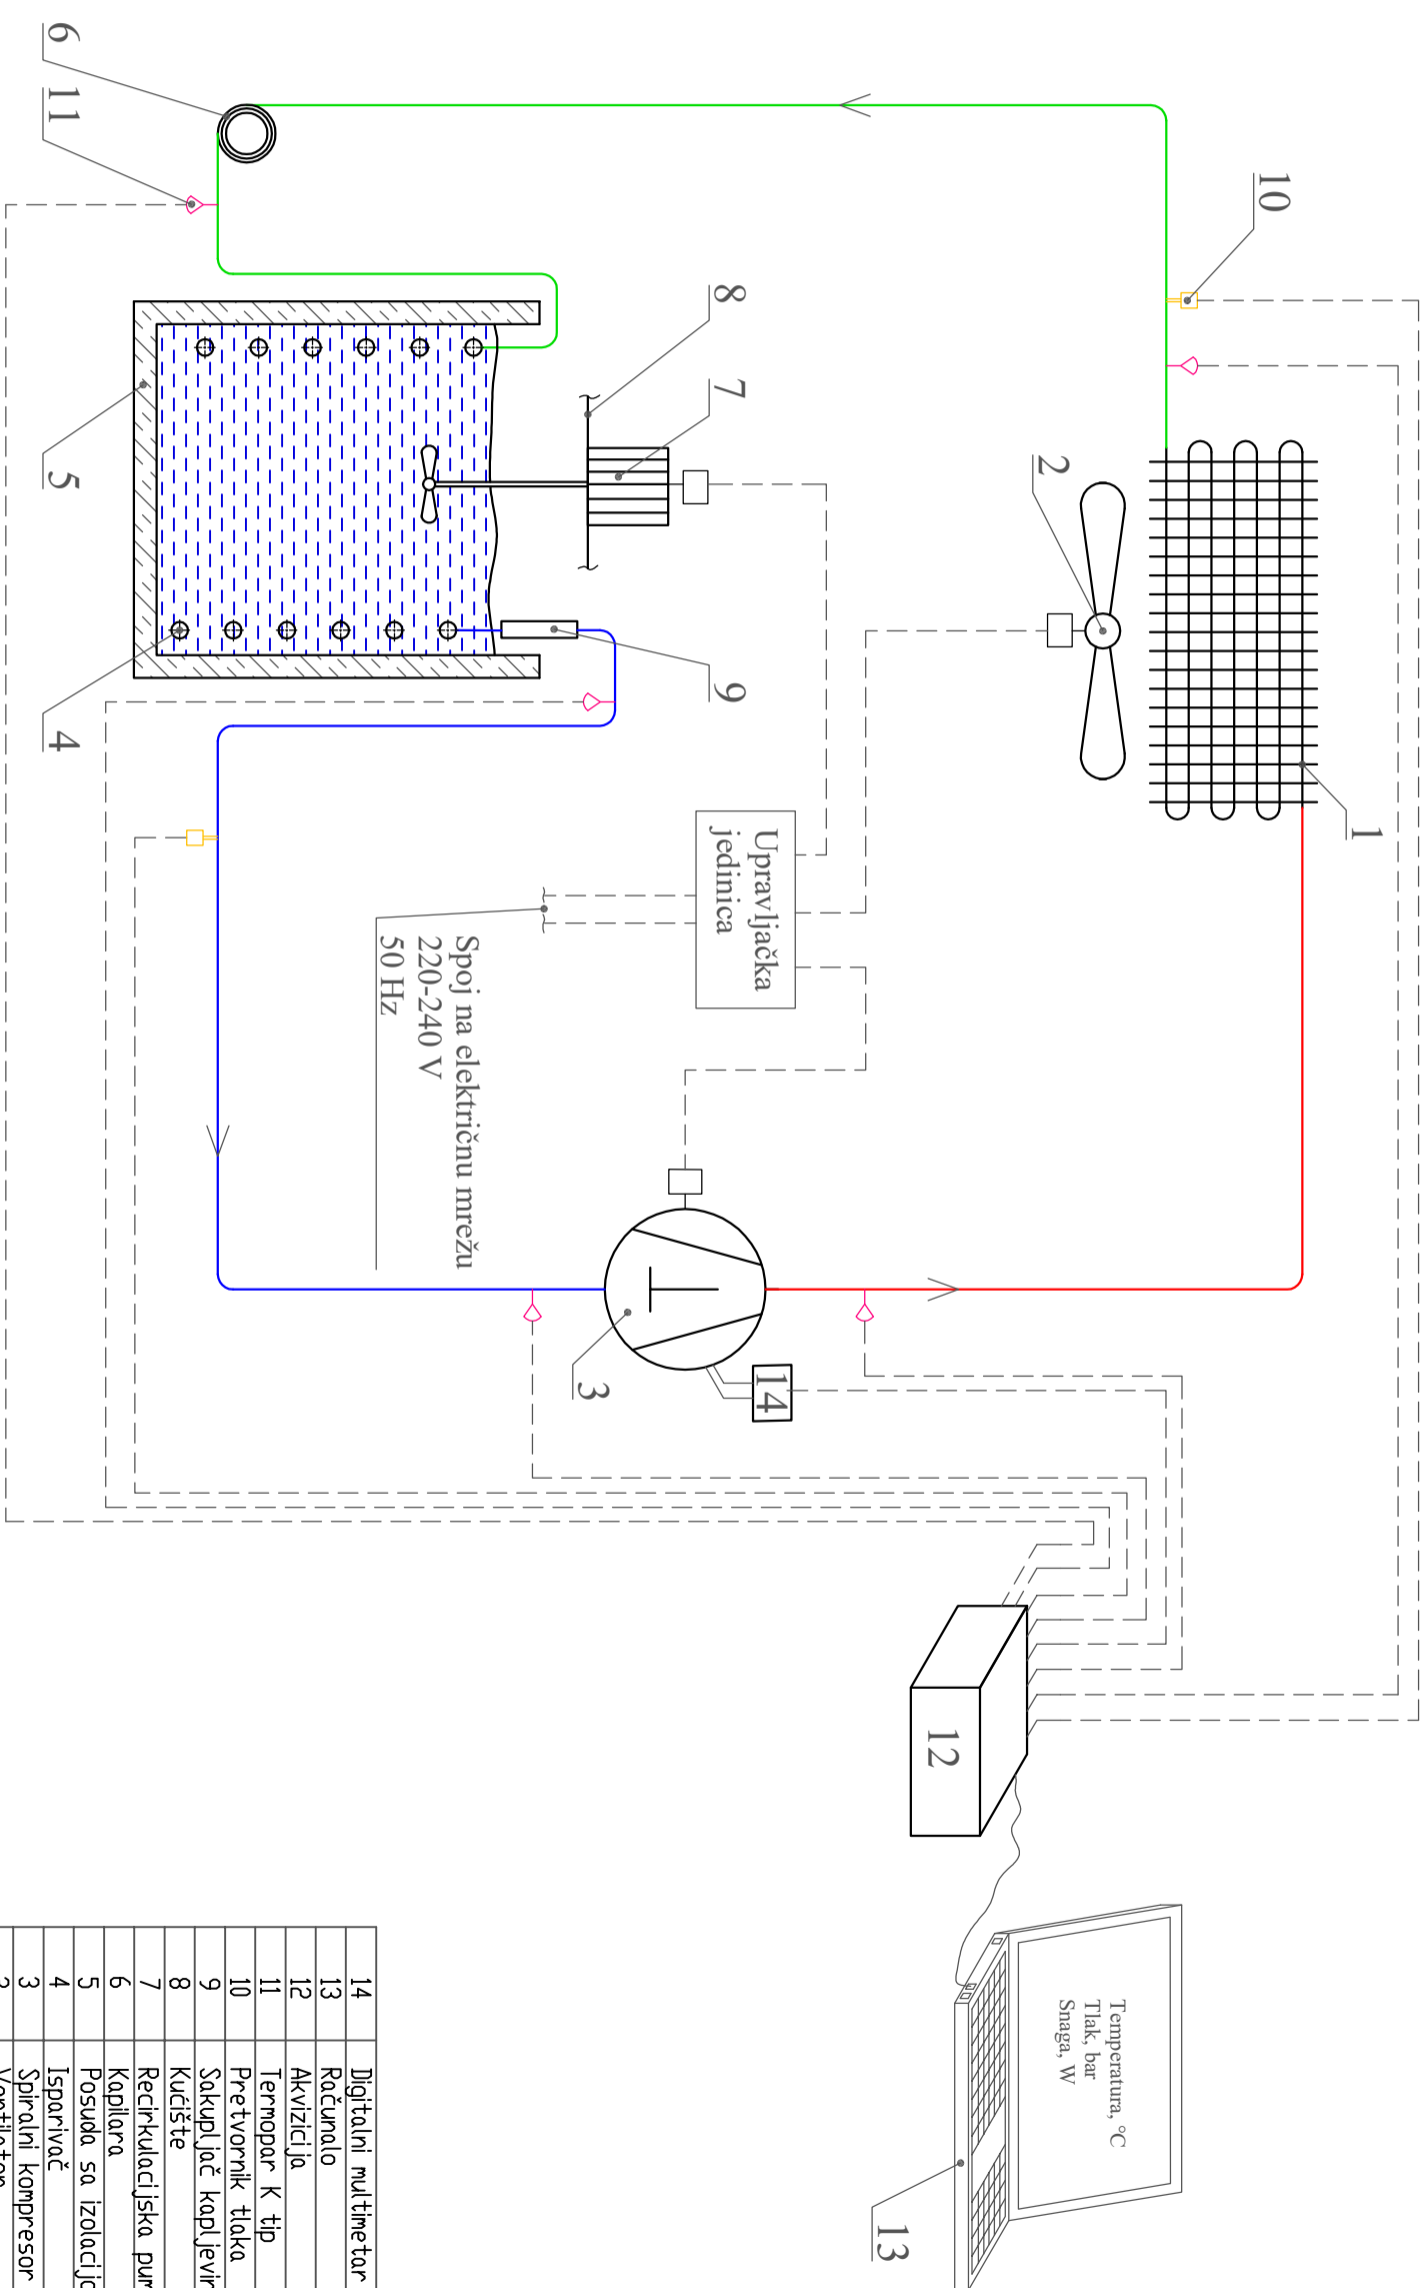 1
2
10
Temperatura, °C
Tlak, bar
Snaga, W
13
12
14
3
Upravljačka
jedinica
Spoj na električnu mrežu
220-240 V
50 Hz
8
7
9
6
11
5
4
14 Digitalni multimetar
13 Računalo
12 Akvizicija
11 Termopar K tip
10 Pretvornik tlaka
9 Sakupljač
8 Kućište
7 Recirkulacijska
6 Kapilara
5 Posuda sa
4 Isparivač
3 Spiralni kompresor